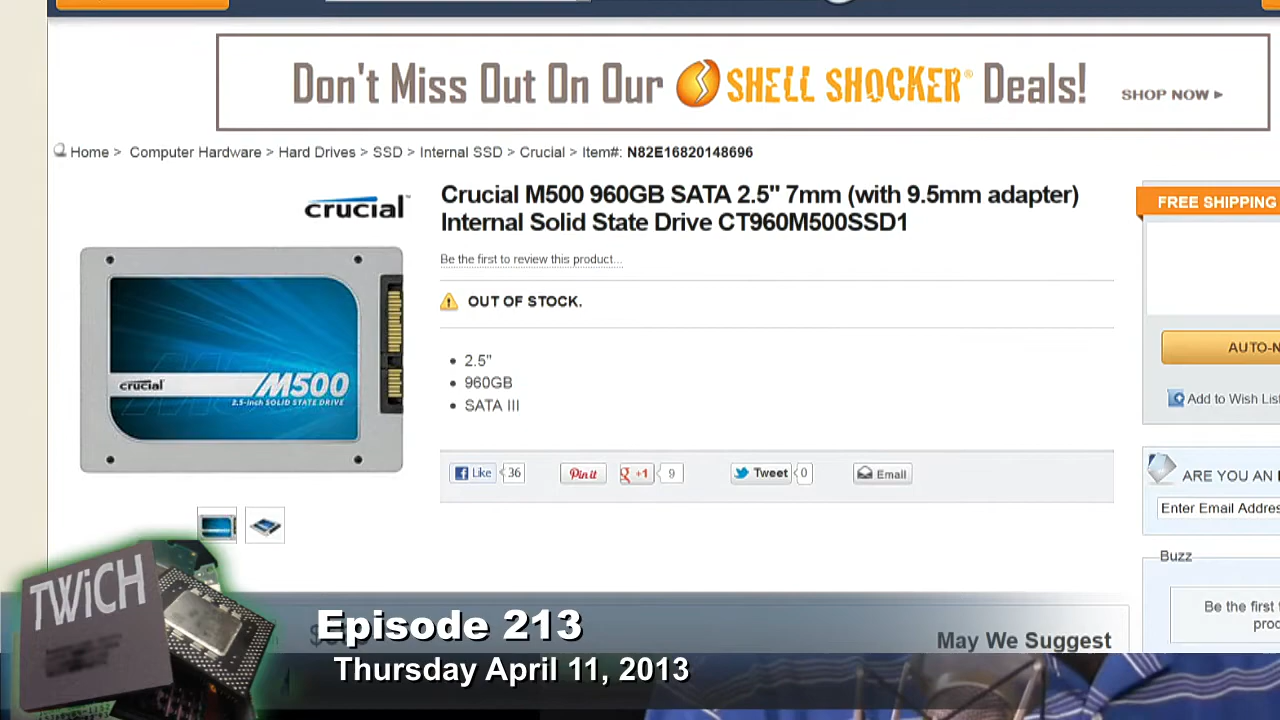 Don't Miss Out On Our SHELL SHOCKER® Deals! SHOP NOW ►
Home > Computer Hardware > Hard Drives > SSD > Internal SSD > Crucial > Item#: N82E16820148696
crucial™
Crucial M500 960GB SATA 2.5" 7mm (with 9.5mm adapter)
Internal Solid State Drive CT960M500SSD1
FREE SHIPPING
Be the first to review this product...
OUT OF STOCK.
AUTO-N
• 2.5"
• 960GB
• SATA III
crucial M500
2.5-inch SOLID STATE DRIVE
Add to Wish List
Like 36 Pin it +1 9 Tweet 0 Email
ARE YOU AN
Enter Email Addres
Buzz
Be the first
proc
May We Suggest
TWiCH
Episode 213
Thursday April 11, 2013